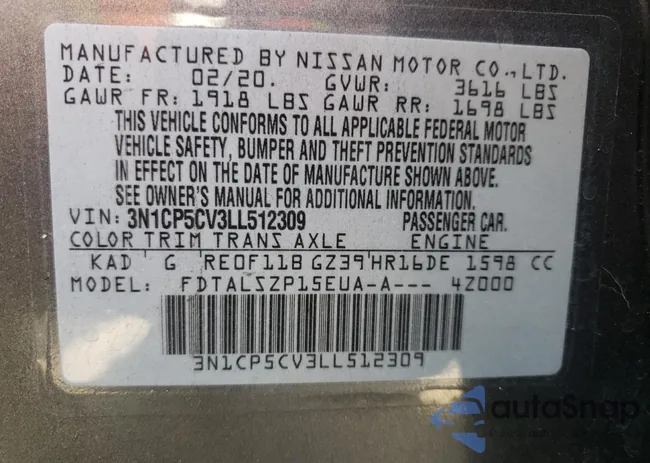 MANUFACTURED BY NISSAN MOTOR CO.,LTD.
DATE: 02/20. GVWR: 3616 LBS
GAWR FR: 1918 LBS GAWR RR: 1698 LBS
THIS VEHICLE CONFORMS TO ALL APPLICABLE FEDERAL MOTOR
VEHICLE SAFETY, BUMPER AND THEFT PREVENTION STANDARDS
IN EFFECT ON THE DATE OF MANUFACTURE SHOWN ABOVE.
SEE OWNER'S MANUAL FOR ADDITIONAL INFORMATION.
VIN: 3N1CP5CV3LL512309 PASSENGER CAR.
COLOR TRIM TRANS AXLE ENGINE
KAD G RE0F11B GZ39 HR16DE 1598 CC
MODEL: FDTALSZP15EUA-A--- 4Z000
3N1CP5CV3LL512309
autoSnap